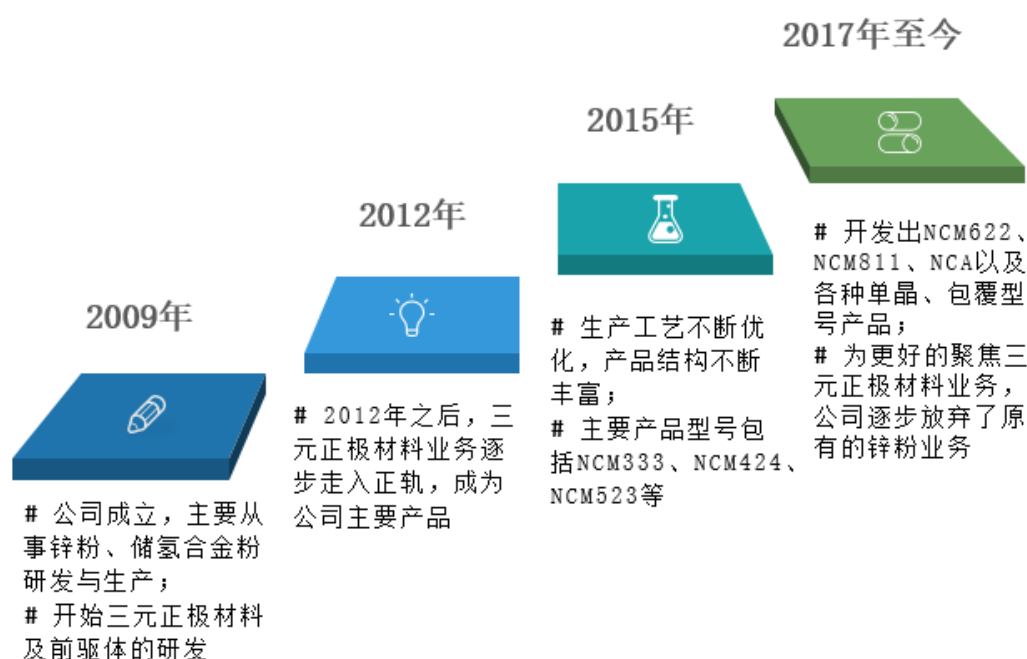 2009年
# 公司成立，主要从
事锌粉、储氢合金粉
研发与生产；
# 开始三元正极材料
及前驱体的研发
2012年
# 2012年之后，三
元正极材料业务逐
步走入正轨，成为
公司主要产品
2015年
# 生产工艺不断优
化，产品结构不断
丰富；
# 主要产品型号包
括NCM333、NCM424、
NCM523等
2017年至今
# 开发出NCM622、
NCM811、NCA以及
各种单晶、包覆型
号产品；
# 为更好的聚焦三
元正极材料业务，
公司逐步放弃了原
有的锌粉业务